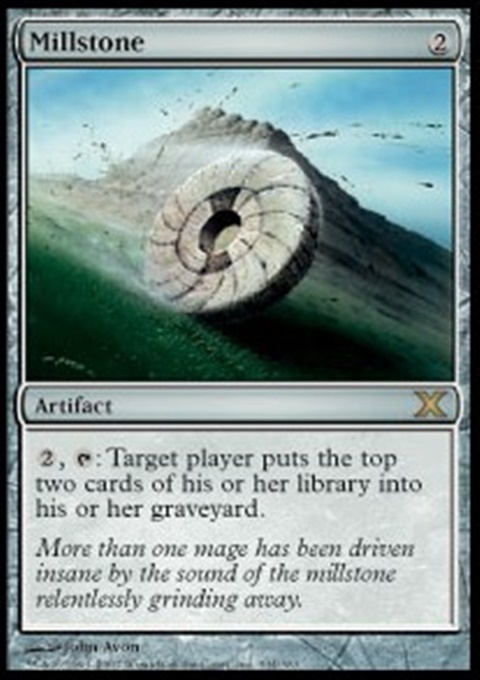 Millstone 2
Artifact X
2, T: Target player puts the top
two cards of his or her library into
his or her graveyard.
More than one mage has been driven
insane by the sound of the millstone
relentlessly grinding away.
John Avon